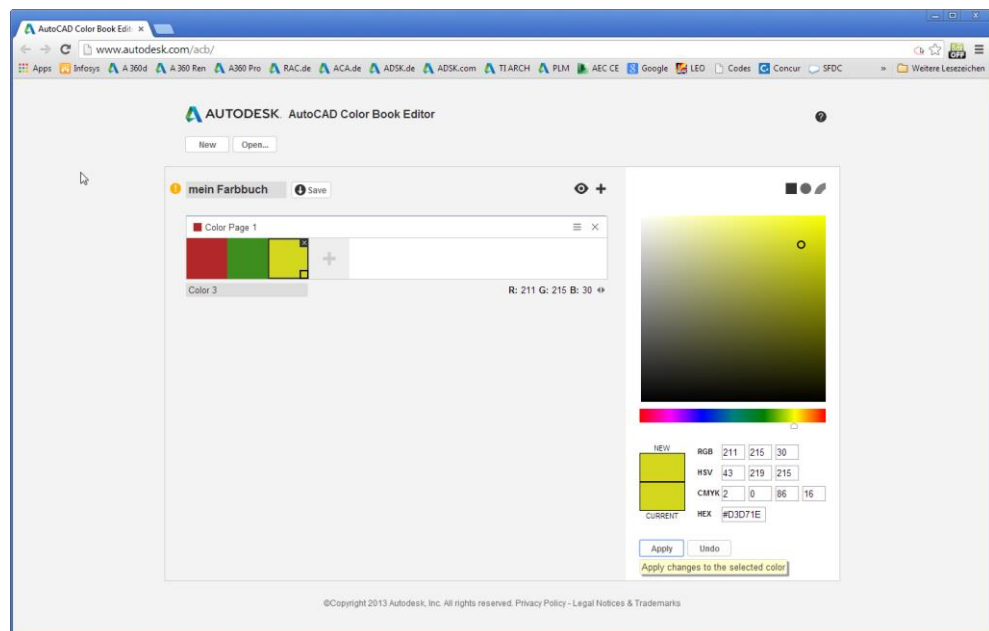 AutoCAD Color Book Edit
www.autodesk.com/acb/
OFF
Apps Infosys A 360d A 360 Ren A360 Pro RAC.de ACA.de ADSK.de ADSK.com TI ARCH PLM AEC CE Google LEO Codes Concur SFDC » Weitere Lesezeichen
AUTODESK. AutoCAD Color Book Editor
New Open...
mein Farbbuch Save
Color Page 1
Color 3 R: 211 G: 215 B: 30
NEW
CURRENT
RGB 211 215 30
HSV 43 219 215
CMYK 2 0 86 16
HEX #D3D71E
Apply Undo
Apply changes to the selected color
©Copyright 2013 Autodesk, Inc. All rights reserved. Privacy Policy - Legal Notices & Trademarks